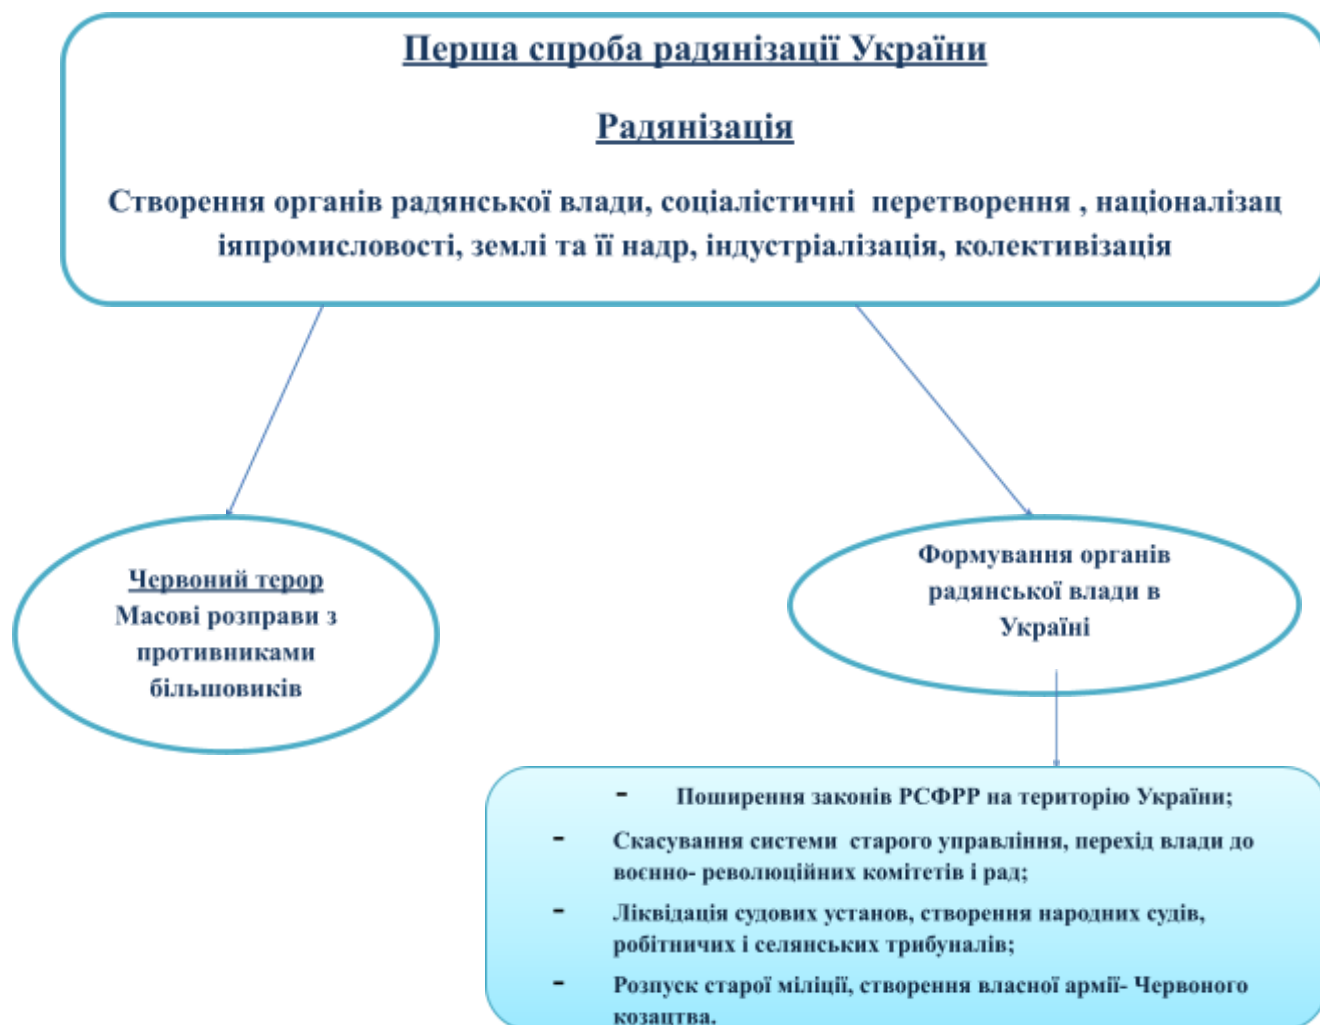 Перша спроба радянізації України
Радянізація
Створення органів радянської влади, соціалістичні  перетворення , націоналізац
іяпромисловості, землі та її надр, індустріалізація, колективізація
Червоний терор
Масові розправи з
противниками
більшовиків
Формування органів
радянської влади в
Україні
- Поширення законів РСФРР на територію України;
- Скасування системи  старого управління, перехід влади до
воєнно- революційних комітетів і рад;
- Ліквідація судових установ, створення народних судів,
робітничих і селянських трибуналів;
- Розпуск старої міліції, створення власної армії- Червоного
козацтва.